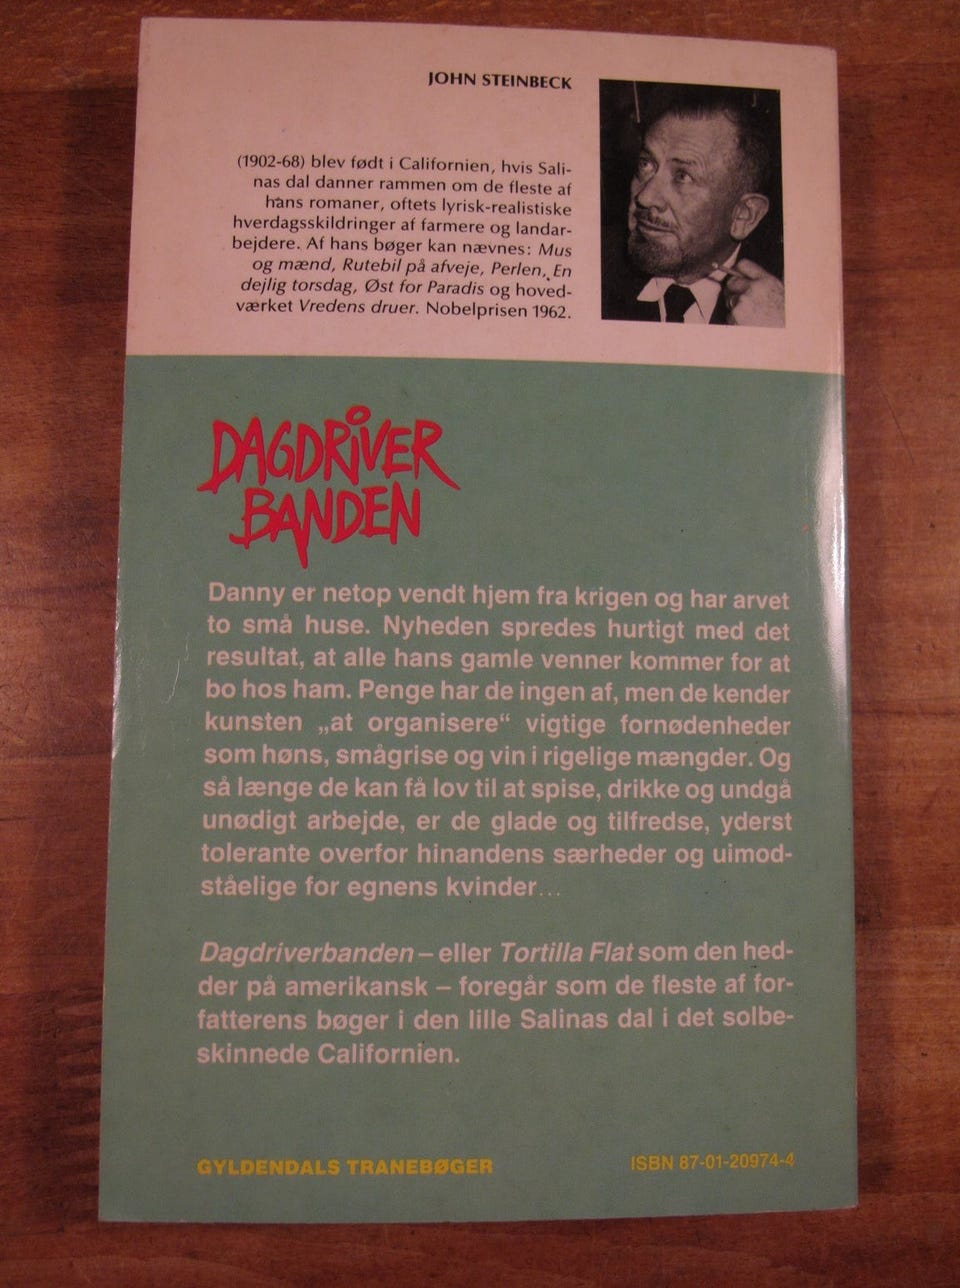 JOHN STEINBECK
(1902-68) blev født i Californien, hvis Sali-
nas dal danner rammen om de fleste af
hans romaner, oftets lyrisk-realistiske
hverdagsskildringer af farmere og landar-
bejdere. Af hans bøger kan nævnes: Mus
og mænd, Rutebil på afveje, Perlen, En
dejlig torsdag, Øst for Paradis og hoved-
værket Vredens druer. Nobelprisen 1962.
DAGDRIVER
BANDEN
Danny er netop vendt hjem fra krigen og har arvet
to små huse. Nyheden spredes hurtigt med det
resultat, at alle hans gamle venner kommer for at
bo hos ham. Penge har de ingen af, men de kender
kunsten „at organisere“ vigtige fornødenheder
som høns, smågrise og vin i rigelige mængder. Og
så længe de kan få lov til at spise, drikke og undgå
unødigt arbejde, er de glade og tilfredse, yderst
tolerante overfor hinandens særheder og uimod-
ståelige for egnens kvinder...
Dagdriverbanden – eller Tortilla Flat som den hed-
der på amerikansk – foregår som de fleste af for-
fatterens bøger i den lille Salinas dal i det solbe-
skinnede Californien.
GYLDENDALS TRANEBØGER
ISBN 87-01-20974-4